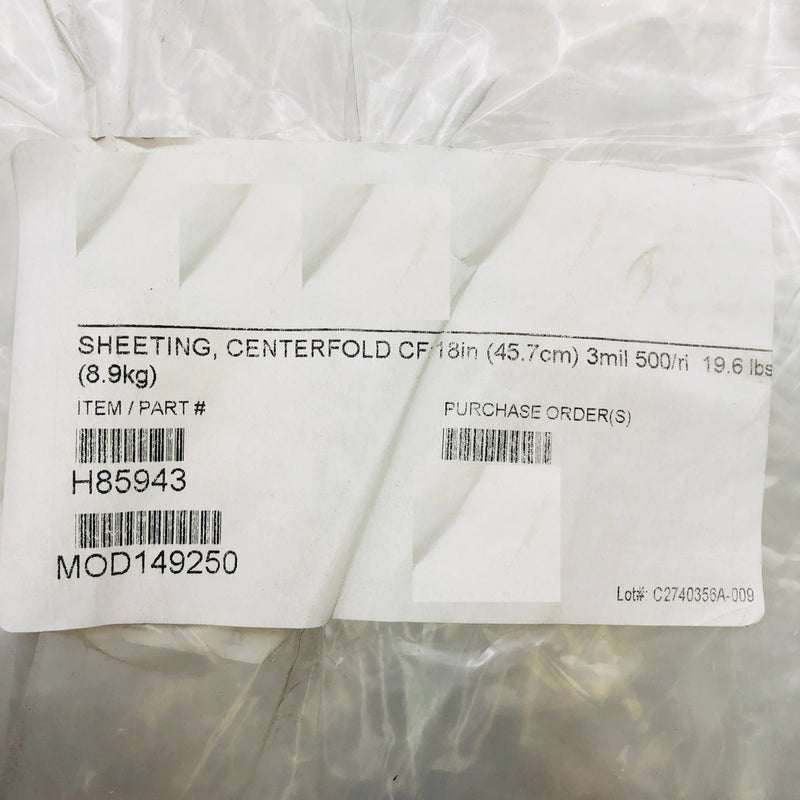 SHEETING, CENTERFOLD CF 18in (45.7cm) 3mil 500/rl 19.6 lbs
(8.9kg)
ITEM / PART #
PURCHASE ORDER(S)
H85943
MOD149250
Lot#: C2740356A-009